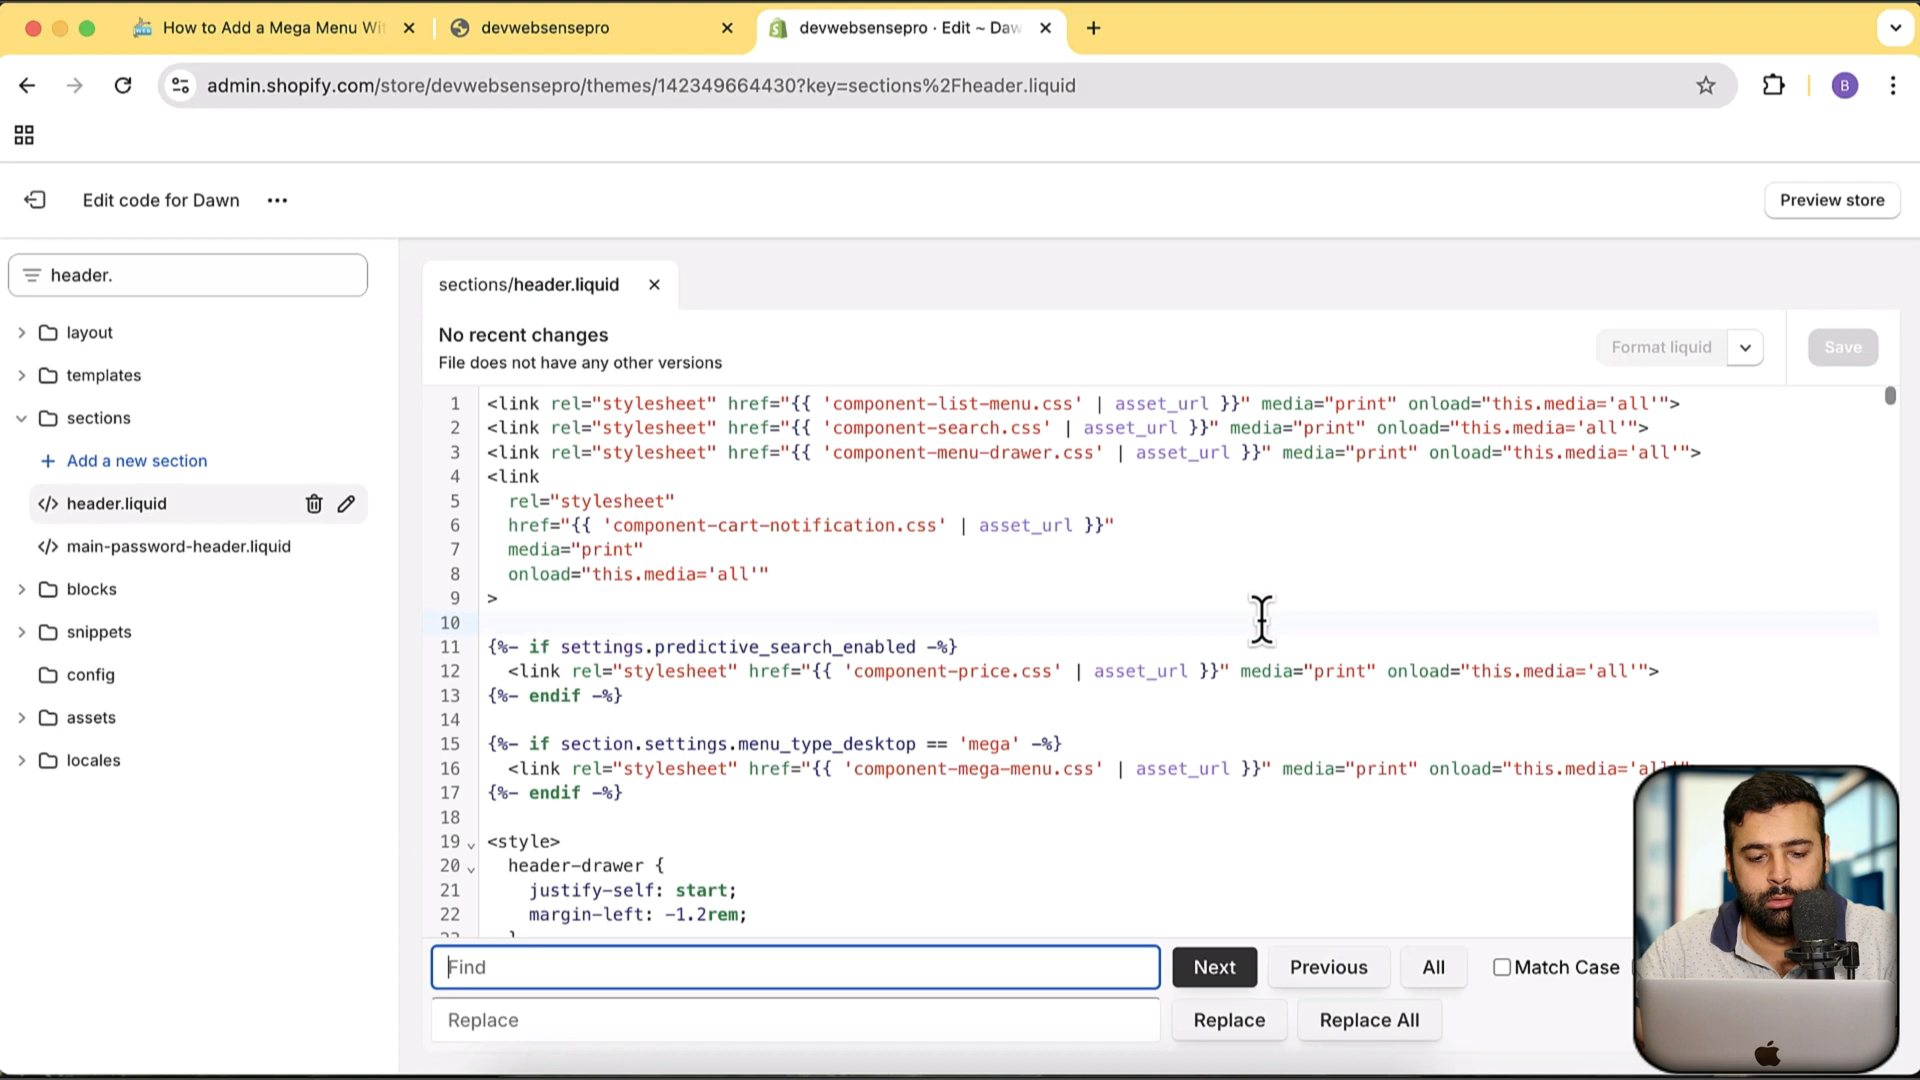 How to Add a Mega Menu Wit
devwebsensepro
devwebsensepro · Edit ~ Daw
admin.shopify.com/store/devwebsensepro/themes/142349664430?key=sections%2Fheader.liquid
B
Edit code for Dawn
Preview store
header.
layout
templates
sections
Add a new section
header.liquid
main-password-header.liquid
blocks
snippets
config
assets
locales
sections/header.liquid
No recent changes
File does not have any other versions
Format liquid
Save
1 <link rel="stylesheet" href="{{ 'component-list-menu.css' | asset_url }}" media="print" onload="this.media='all'">
2 <link rel="stylesheet" href="{{ 'component-search.css' | asset_url }}" media="print" onload="this.media='all'">
3 <link rel="stylesheet" href="{{ 'component-menu-drawer.css' | asset_url }}" media="print" onload="this.media='all'">
4 <link
5 rel="stylesheet"
6 href="{{ 'component-cart-notification.css' | asset_url }}"
7 media="print"
8 onload="this.media='all'"
9 >
10
11 {%- if settings.predictive_search_enabled -%}
12 <link rel="stylesheet" href="{{ 'component-price.css' | asset_url }}" media="print" onload="this.media='all'">
13 {%- endif -%}
14
15 {%- if section.settings.menu_type_desktop == 'mega' -%}
16 <link rel="stylesheet" href="{{ 'component-mega-menu.css' | asset_url }}" media="print" onload="this.media='all'"
17 {%- endif -%}
18
19 <style>
20 header-drawer {
21 justify-self: start;
22 margin-left: -1.2rem;
Find
Next
Previous
All
Match Case
Replace
Replace
Replace All